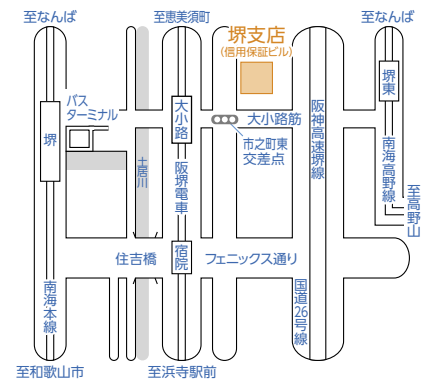 至なんば
至恵美須町
至なんば
堺支店
(信用保証ビル)
バス
ターミナル
堺
大小路
堺東
大小路筋
市之町東
交差点
土居川
阪堺電車
阪神高速堺線
南海高野線
至高野山
住吉橋
宿院
フェニックス通り
南海本線
国道26号線
至和歌山市
至浜寺駅前